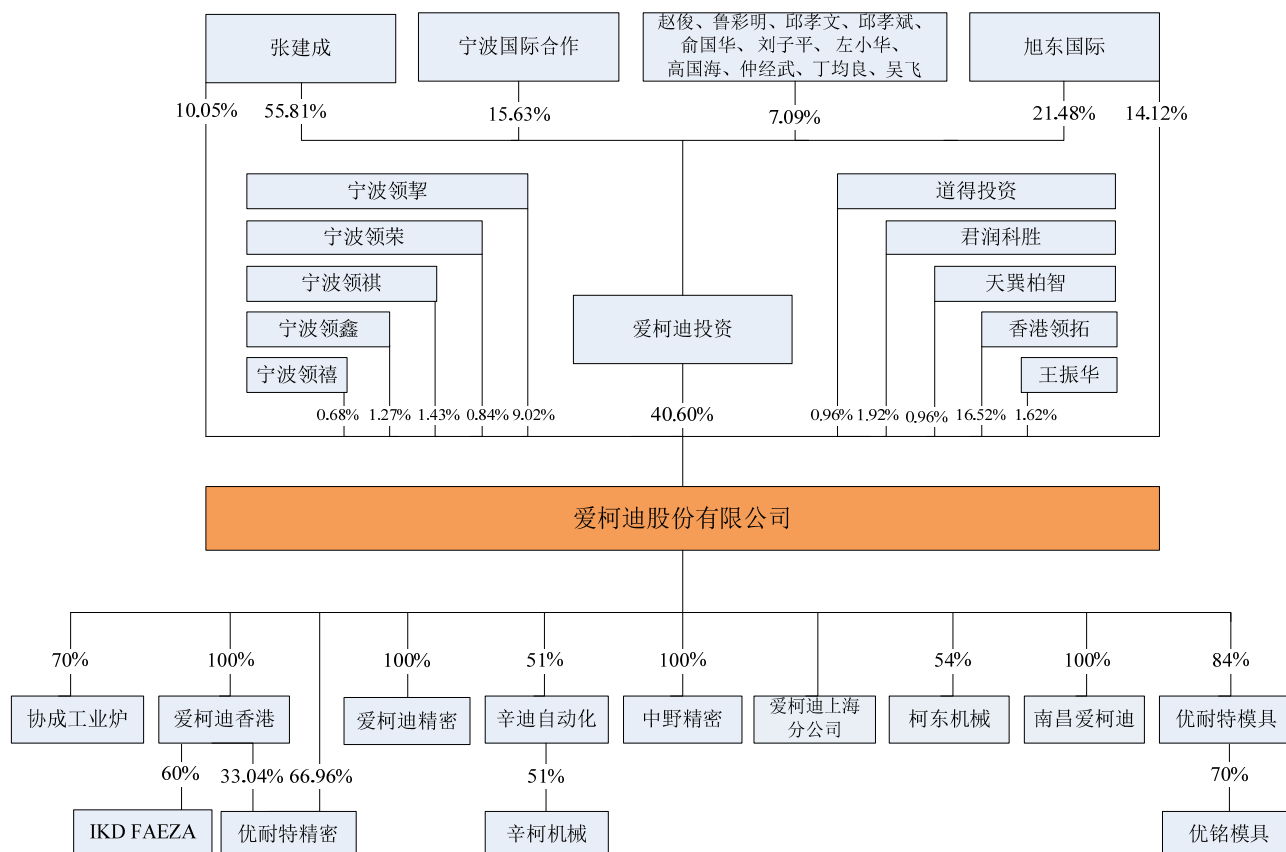 张建成
宁波国际合作
赵俊、鲁彩明、邱孝文、邱孝斌、
俞国华、刘子平、左小华、
高国海、仲经武、丁均良、吴飞
旭东国际
10.05%
55.81%
15.63%
7.09%
21.48%
14.12%
宁波领挈
宁波领荣
宁波领祺
宁波领鑫
宁波领禧
爱柯迪投资
道得投资
君润科胜
天巽柏智
香港领拓
王振华
0.68%
1.27%
1.43%
0.84%
9.02%
40.60%
0.96%
1.92%
0.96%
16.52%
1.62%
爱柯迪股份有限公司
70%
100%
100%
51%
100%
54%
100%
84%
协成工业炉
爱柯迪香港
爱柯迪精密
辛迪自动化
中野精密
爱柯迪上海
分公司
柯东机械
南昌爱柯迪
优耐特模具
60%
33.04%
66.96%
51%
70%
IKD FAEZA
优耐特精密
辛柯机械
优铭模具